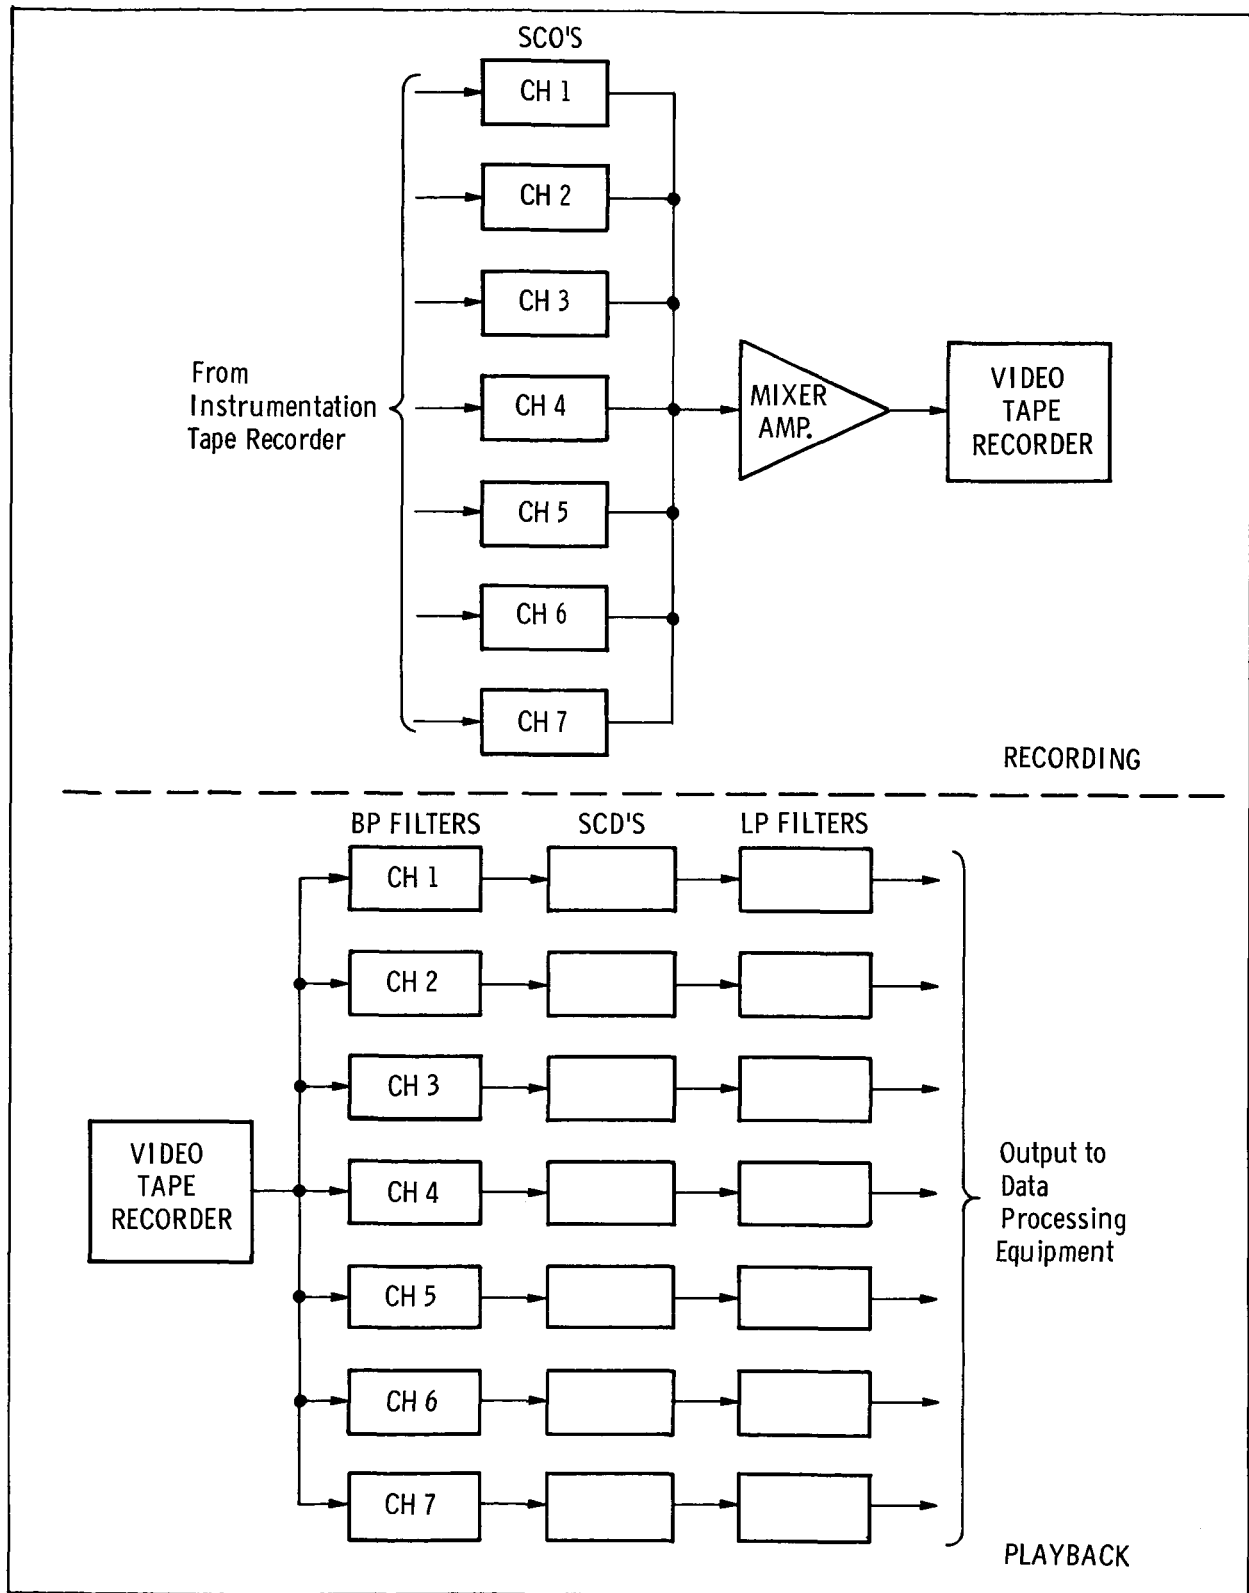 SCO'S
CH 1
CH 2
CH 3
CH 4
CH 5
CH 6
CH 7
From
Instrumentation
Tape Recorder
MIXER
AMP.
VIDEO
TAPE
RECORDER
RECORDING
BP FILTERS
SCD'S
LP FILTERS
CH 1
CH 2
CH 3
CH 4
CH 5
CH 6
CH 7
VIDEO
TAPE
RECORDER
Output to
Data
Processing
Equipment
PLAYBACK